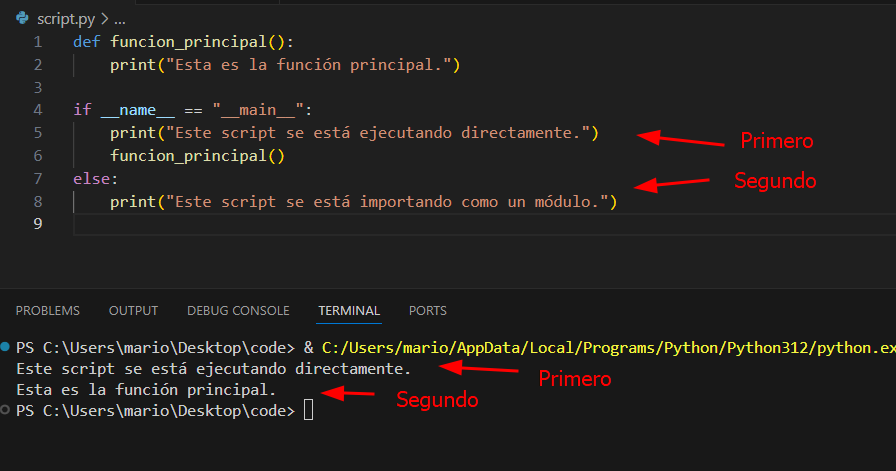 script.py > ...
1 def funcion_principal():
2     print("Esta es la función principal.")
3
4 if __name__ == "__main__":
5     print("Este script se está ejecutando directamente.")
Primero
6     funcion_principal()
7 else:
Segundo
8     print("Este script se está importando como un módulo.")
9
PROBLEMS OUTPUT DEBUG CONSOLE TERMINAL PORTS
PS C:\Users\mario\Desktop\code> & C:/Users/mario/AppData/Local/Programs/Python/Python312/python.ex
Este script se está ejecutando directamente.
Primero
Esta es la función principal.
Segundo
PS C:\Users\mario\Desktop\code>